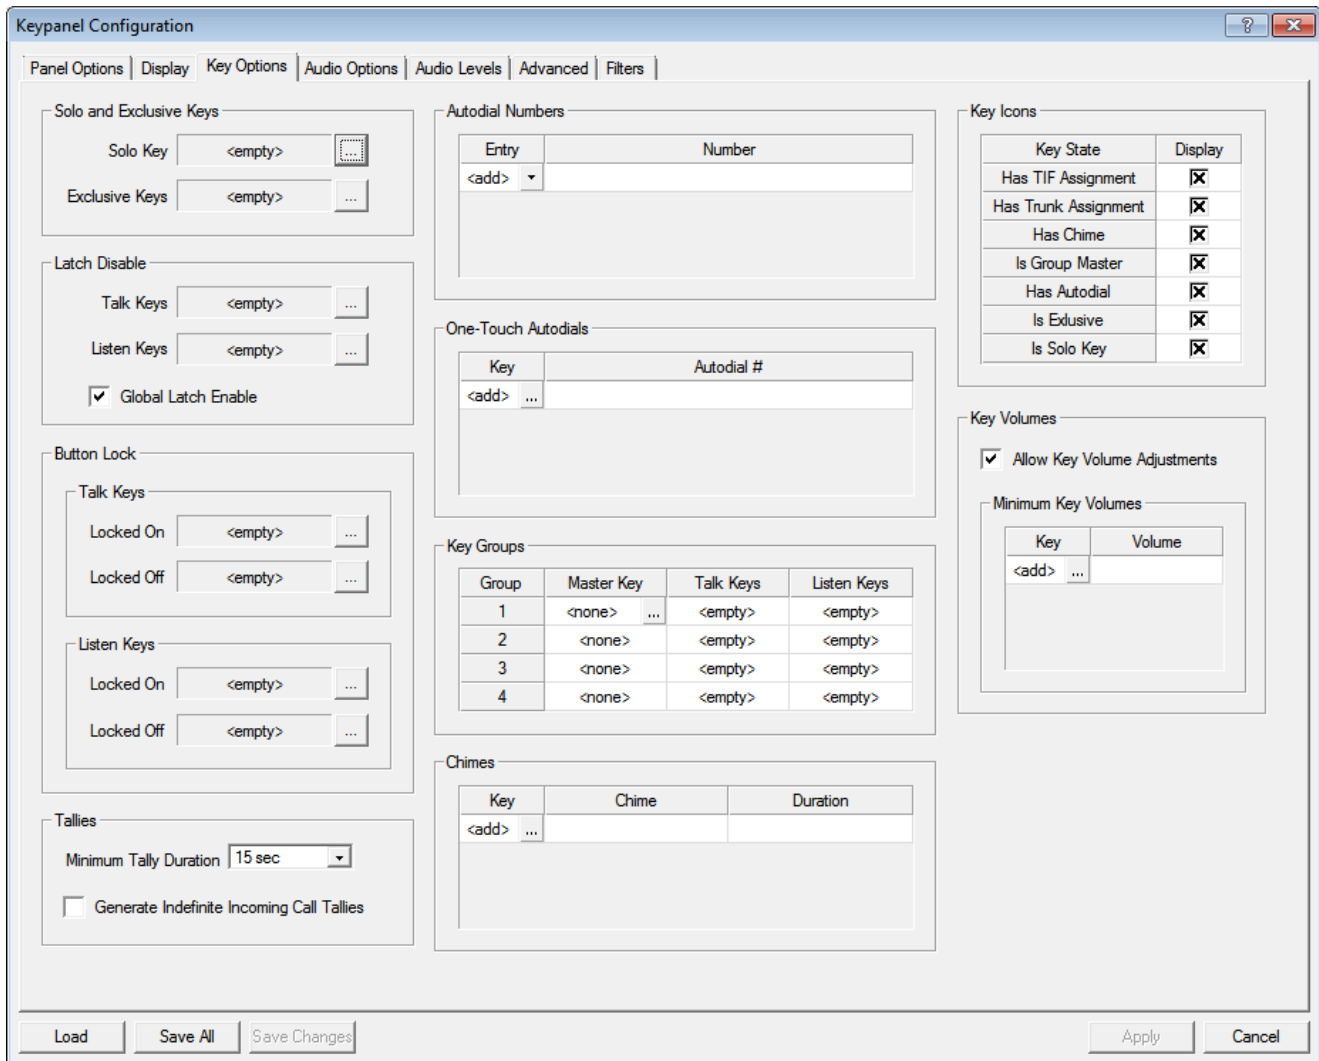 Keypanel Configuration
Panel Options Display Key Options Audio Options Audio Levels Advanced Filters
Solo and Exclusive Keys
Solo Key <empty> ...
Exclusive Keys <empty> ...
Latch Disable
Talk Keys <empty> ...
Listen Keys <empty> ...
Global Latch Enable
Button Lock
Talk Keys
Locked On <empty> ...
Locked Off <empty> ...
Listen Keys
Locked On <empty> ...
Locked Off <empty> ...
Tallies
Minimum Tally Duration 15 sec
Generate Indefinite Incoming Call Tallies
Autodial Numbers
Entry Number
<add>
One-Touch Autodials
Key Autodial #
<add> ...
Key Groups
Group Master Key Talk Keys Listen Keys
1 <none> ... <empty> <empty>
2 <none> <empty> <empty>
3 <none> <empty> <empty>
4 <none> <empty> <empty>
Chimes
Key Chime Duration
<add> ...
Key Icons
Key State Display
Has TIF Assignment
Has Trunk Assignment
Has Chime
Is Group Master
Has Autodial
Is Exlusive
Is Solo Key
Key Volumes
Allow Key Volume Adjustments
Minimum Key Volumes
Key Volume
<add> ...
Load Save All Save Changes Apply Cancel